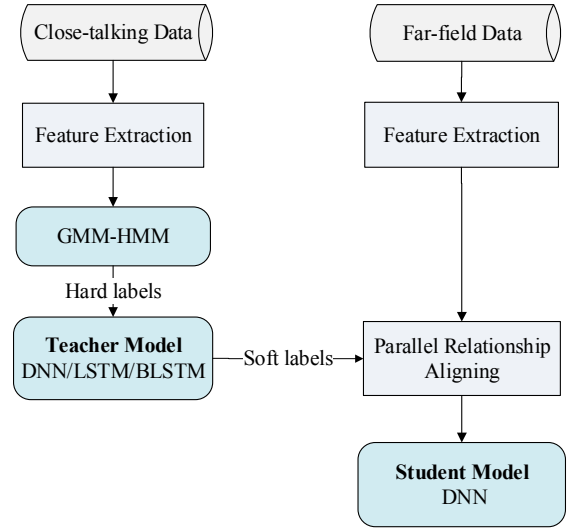 Close-talking Data
Far-field Data
Feature Extraction
Feature Extraction
GMM-HMM
Hard labels
Teacher Model
DNN/LSTM/BLSTM
Soft labels
Parallel Relationship
Aligning
Student Model
DNN